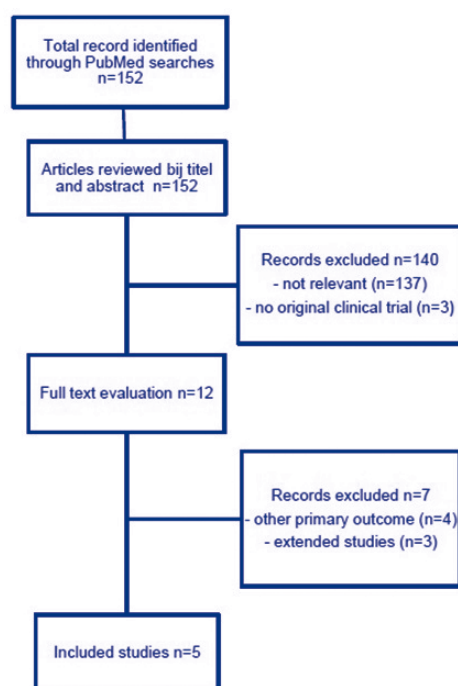 Total record identified
through PubMed searches
n=152
Articles reviewed bij titel
and abstract n=152
Records excluded n=140
- not relevant (n=137)
- no original clinical trial (n=3)
Full text evaluation n=12
Records excluded n=7
- other primary outcome (n=4)
- extended studies (n=3)
Included studies n=5